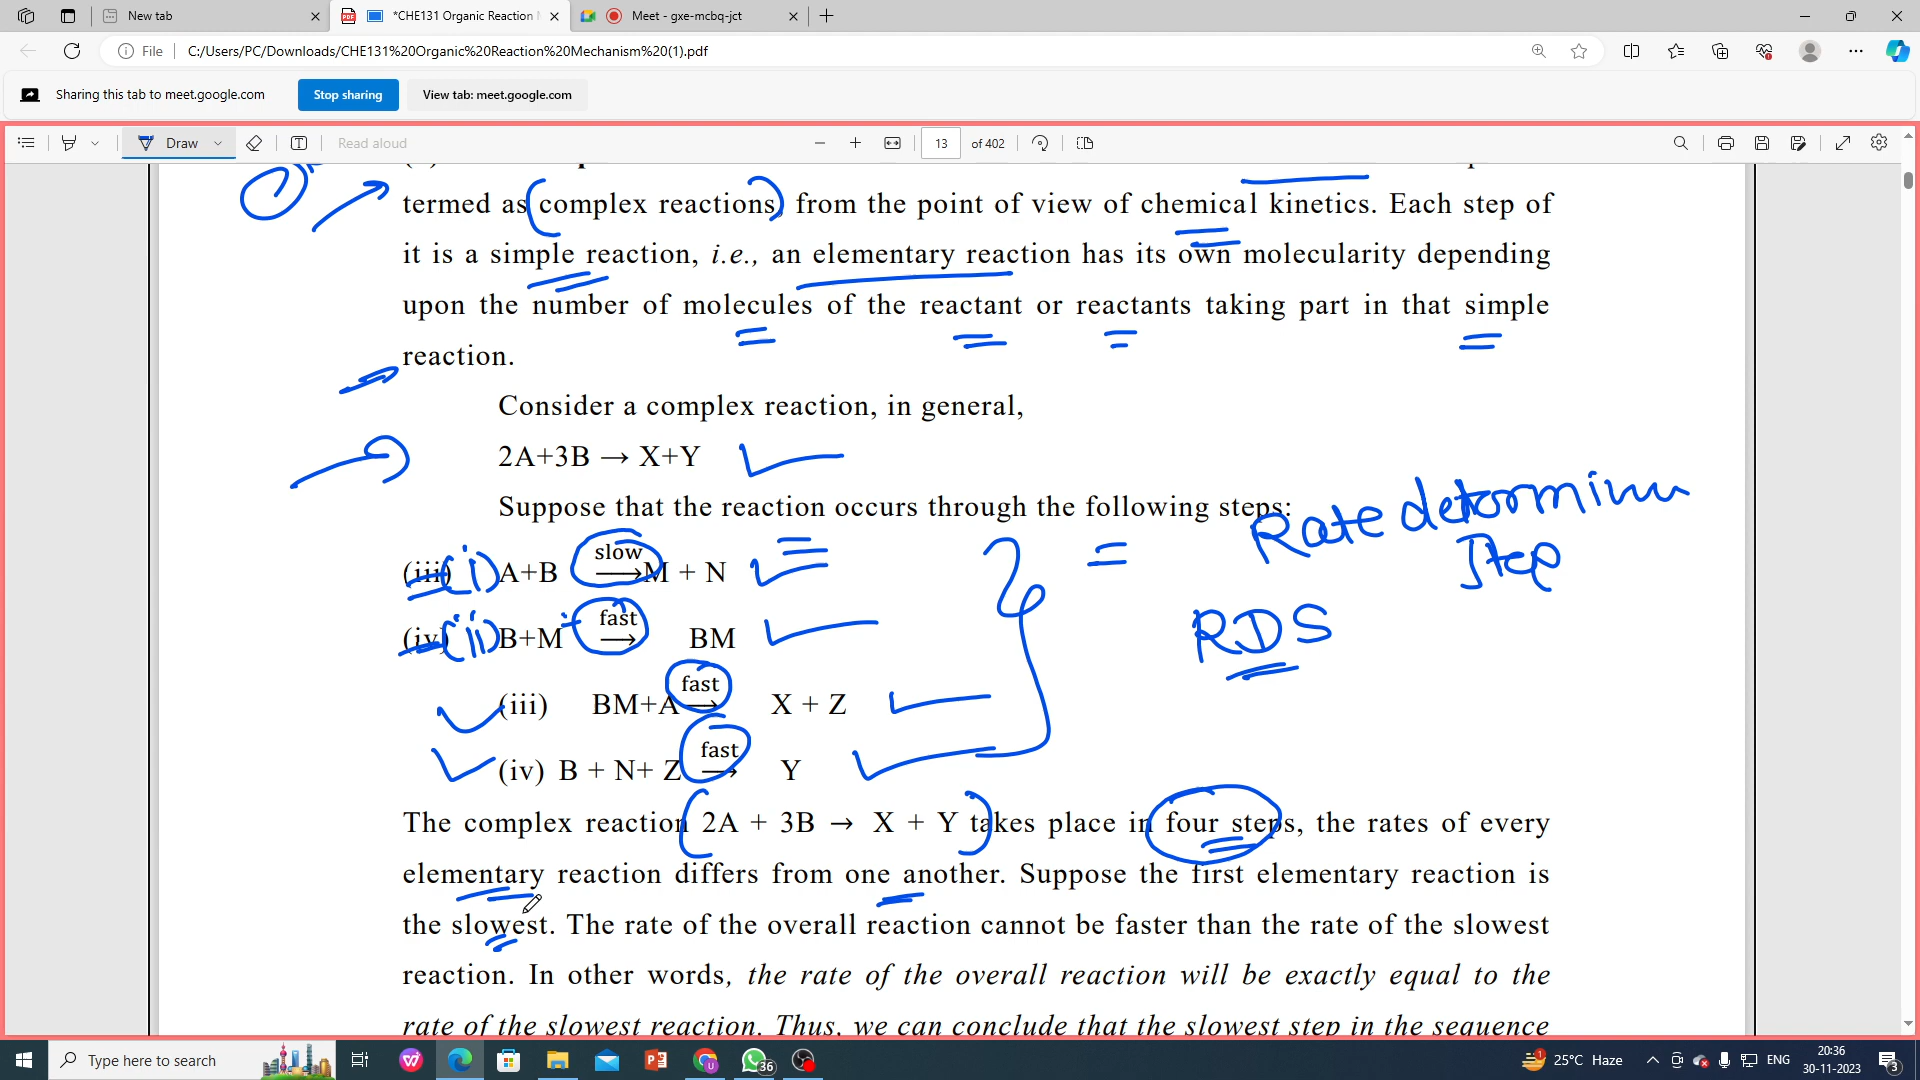 New tab
*CHE131 Organic Reaction
Meet - gxe-mcbq-jct
File
C:/Users/PC/Downloads/CHE131%20Organic%20Reaction%20Mechanism%20(1).pdf
Sharing this tab to meet.google.com
Stop sharing
View tab: meet.google.com
Draw
Read aloud
13 of 402
termed as complex reactions, from the point of view of chemical kinetics. Each step of
it is a simple reaction, i.e., an elementary reaction has its own molecularity depending
upon the number of molecules of the reactant or reactants taking part in that simple
reaction.
Consider a complex reaction, in general,
2A+3B → X+Y
Suppose that the reaction occurs through the following steps:
Rate determinin
Step
RDS
(iii) (i) A+B slow → M + N
(iv) (ii) B+M fast → BM
(iii) BM+A fast → X + Z
(iv) B + N+ Z fast → Y
The complex reaction 2A + 3B → X + Y takes place in four steps, the rates of every
elementary reaction differs from one another. Suppose the first elementary reaction is
the slowest. The rate of the overall reaction cannot be faster than the rate of the slowest
reaction. In other words, the rate of the overall reaction will be exactly equal to the
rate of the slowest reaction. Thus, we can conclude that the slowest step in the sequence
Type here to search
36
25°C Haze
ENG
20:36
30-11-2023
3